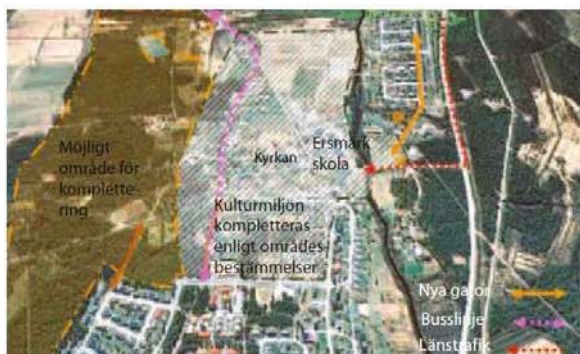 Möjligt
område för
komplette-
ring
Kyrkan
Ersmark
skola
Kulturmiljön
kompletteras
enligt områdes-
bestämmelser
Nya gator
Busslinje
Länstrafik